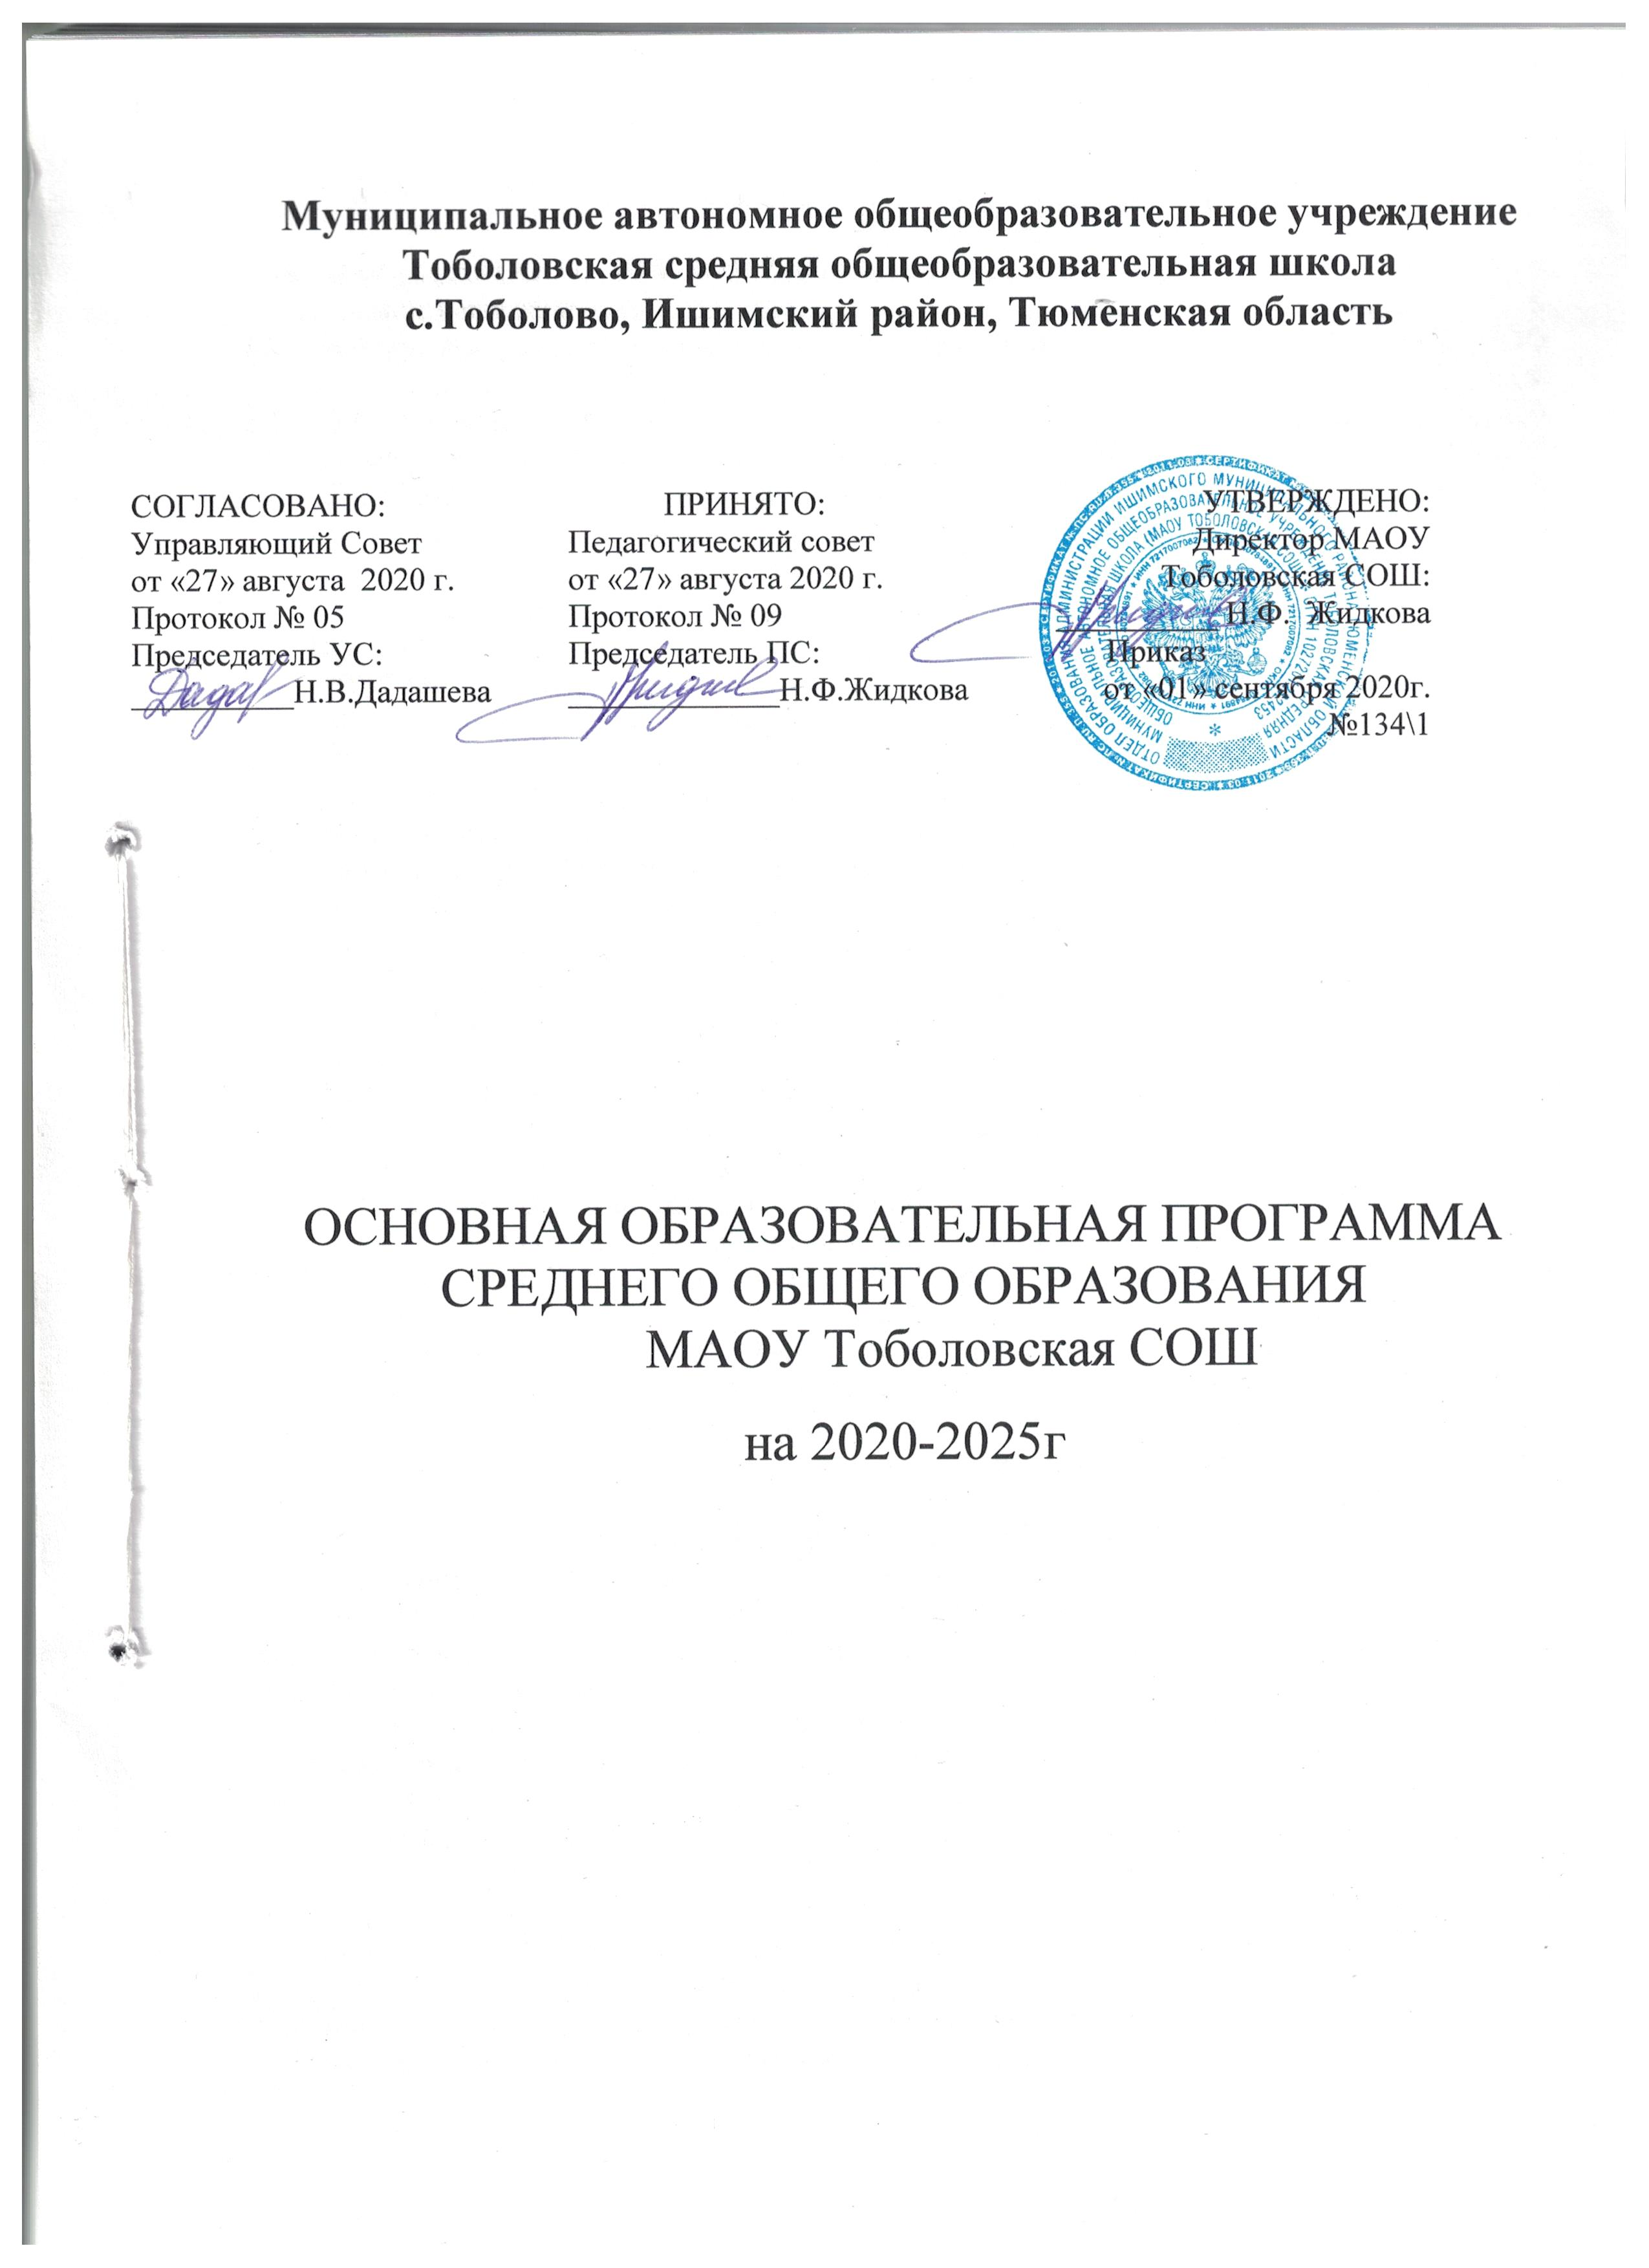 Муниципальное автономное общеобразовательное учреждение
Тоболовская средняя общеобразовательная школа
с.Тоболово, Ишимский район, Тюменская область
СОГЛАСОВАНО:
Управляющий Совет
от «27» августа 2020 г.
Протокол № 05
Председатель УС:
Н.В.Дадашева
ПРИНЯТО:
Педагогический совет
от «27» августа 2020 г.
Протокол № 09
Председатель ПС:
Н.Ф.Жидкова
УТВЕРЖДЕНО:
Директор МАОУ
Тоболовская СОШ:
Н.Ф. Жидкова
Приказ
от «01» сентября 2020г.
№134\1
ОСНОВНАЯ ОБРАЗОВАТЕЛЬНАЯ ПРОГРАММА
СРЕДНЕГО ОБЩЕГО ОБРАЗОВАНИЯ
МАОУ Тоболовская СОШ
на 2020-2025г